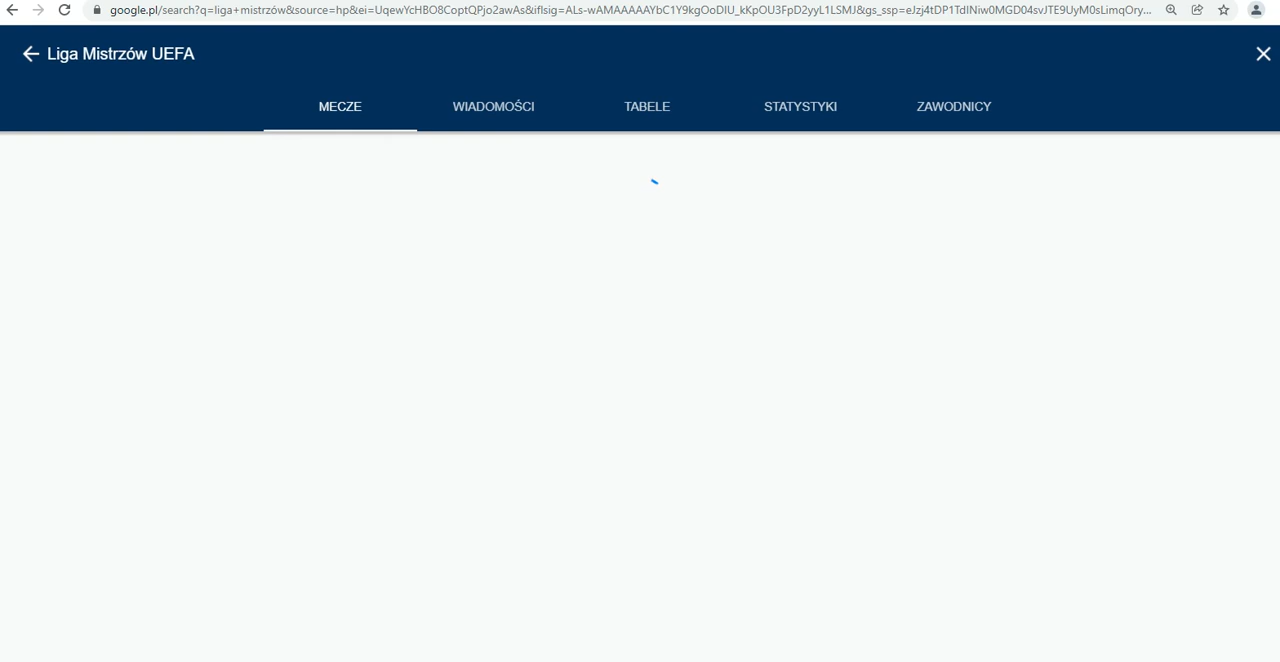 google.pl/search?q=liga+mistrzów&source=hp&ei=UqewYcHBO8CoptQPjo2awAs&iflsig=ALs-wAMAAAAAYbC1Y9kgOoDIU_kKpOU3FpD2yyL1LSMJ&gs_ssp=eJzj4tDP1TdINiw0MGD04svJTE9UyM0sLimqOry...
Liga Mistrzów UEFA
MECZE WIADOMOŚCI TABELE STATYSTYKI ZAWODNICY